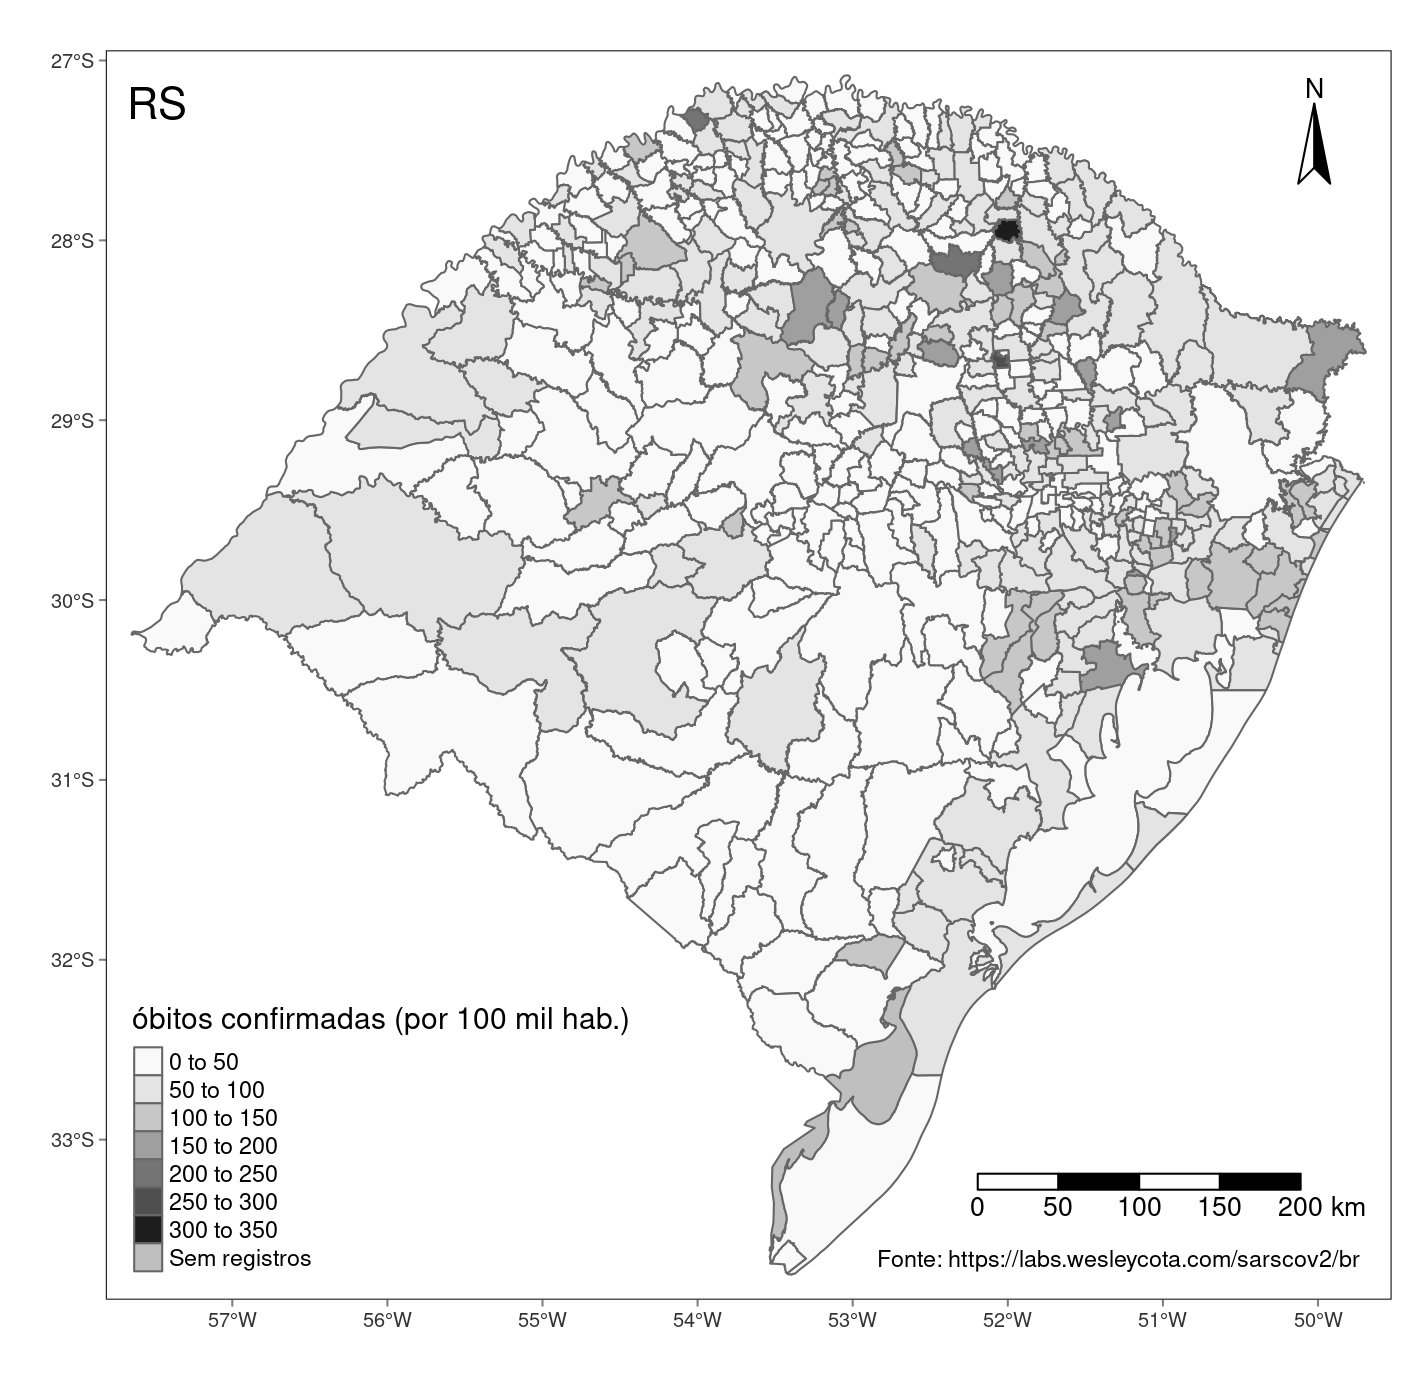 27°S
RS
N
28°S
29°S
30°S
31°S
32°S
33°S
óbitos confirmadas (por 100 mil hab.)
0 to 50
50 to 100
100 to 150
150 to 200
200 to 250
250 to 300
300 to 350
Sem registros
0 50 100 150 200 km
Fonte: https://labs.wesleycota.com/sarscov2/br
57°W 56°W 55°W 54°W 53°W 52°W 51°W 50°W